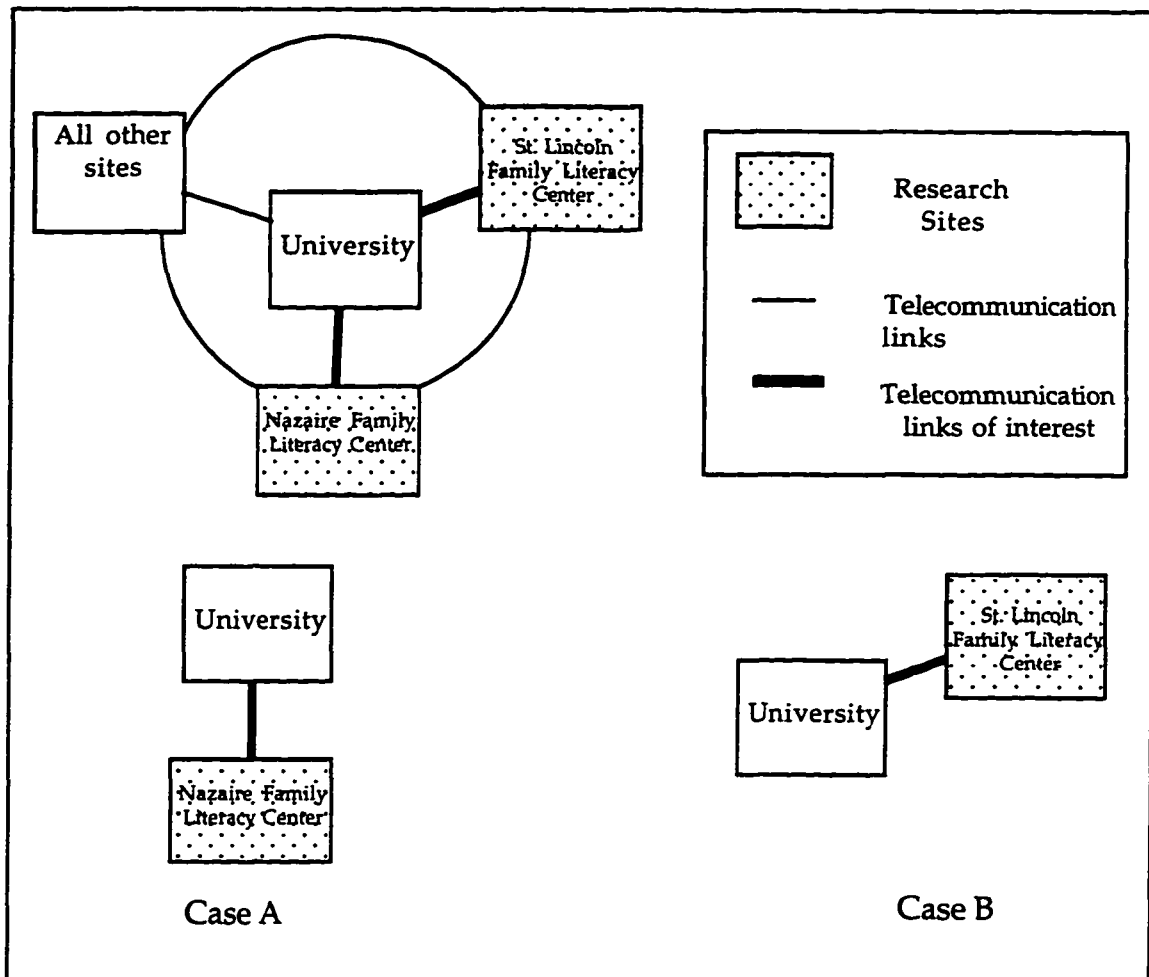 All other
sites
St. Lincoln
Family Literacy
Center
University
Nazaire Family
Literacy Center
Research
Sites
Telecommunication
links
Telecommunication
links of interest
University
Nazaire Family
Literacy Center
Case A
St. Lincoln
Family Literacy
Center
University
Case B